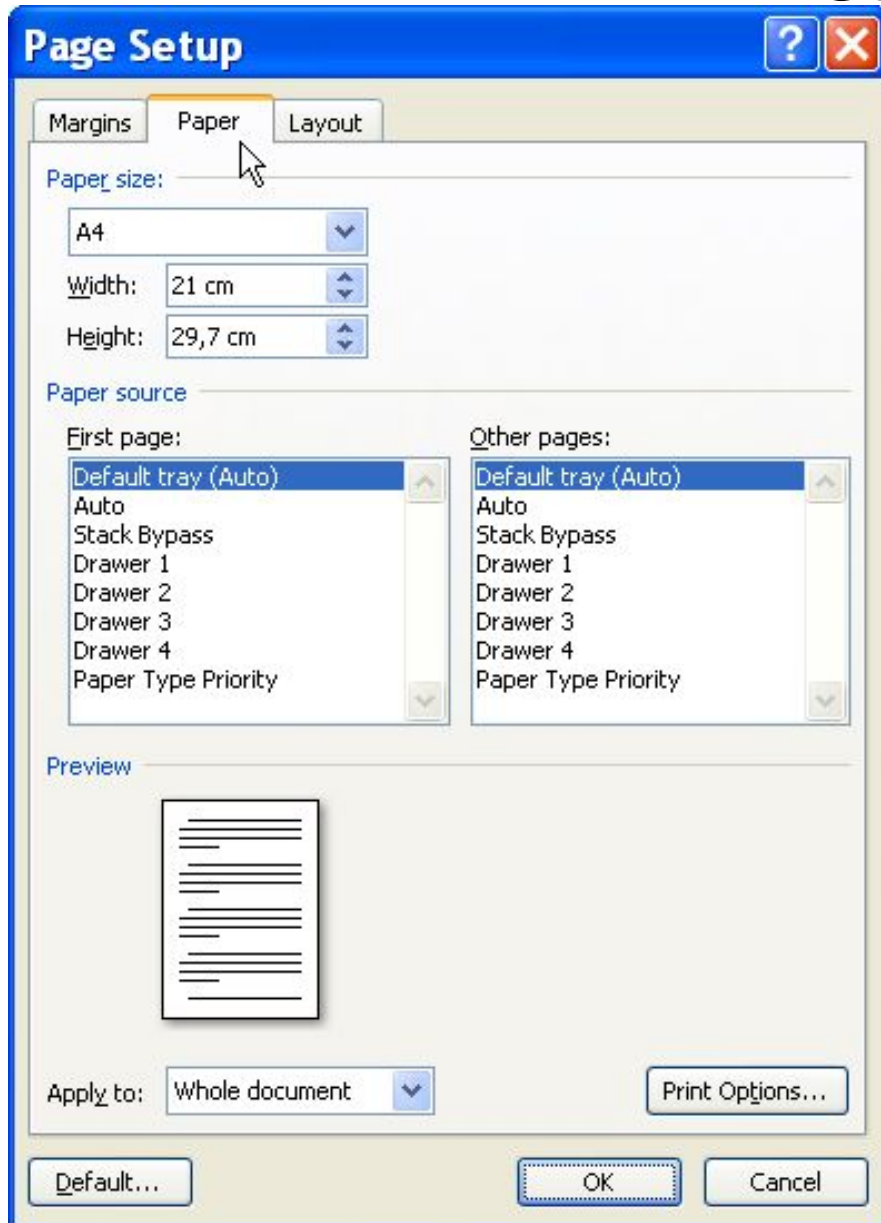 Page Setup
Margins Paper Layout
Paper size:
A4
Width: 21 cm
Height: 29,7 cm
Paper source
First page:
Default tray (Auto)
Auto
Stack Bypass
Drawer 1
Drawer 2
Drawer 3
Drawer 4
Paper Type Priority
Other pages:
Default tray (Auto)
Auto
Stack Bypass
Drawer 1
Drawer 2
Drawer 3
Drawer 4
Paper Type Priority
Preview
Apply to: Whole document
Print Options...
Default... OK Cancel